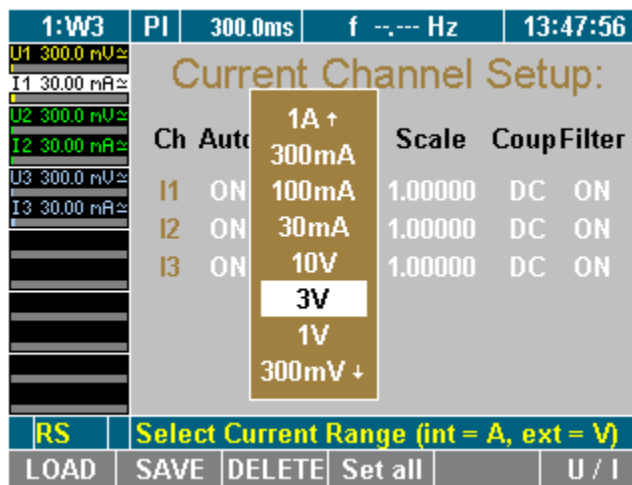 1:W3 PI 300.0ms f --.--- Hz 13:47:56
U1 300.0 mV≃
I1 30.00 mA≃
U2 300.0 mV≃
I2 30.00 mA≃
U3 300.0 mV≃
I3 30.00 mA≃
Current Channel Setup:
Ch Auto Scale Coup Filter
I1 ON 1.00000 DC ON
I2 ON 1.00000 DC ON
I3 ON 1.00000 DC ON
1A ↑
300mA
100mA
30mA
10V
3V
1V
300mV ↓
RS Select Current Range (int = A, ext = V)
LOAD SAVE DELETE Set all U / I